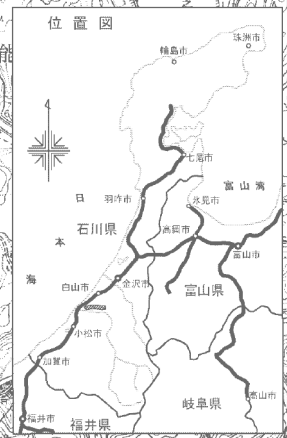 位置図
能
珠洲市
輪島市
七尾市
富山湾
羽咋市
氷見市
日本海
石川県
高岡市
富山市
白山市
金沢市
富山県
小松市
加賀市
岐阜県
高山市
福井市
福井県